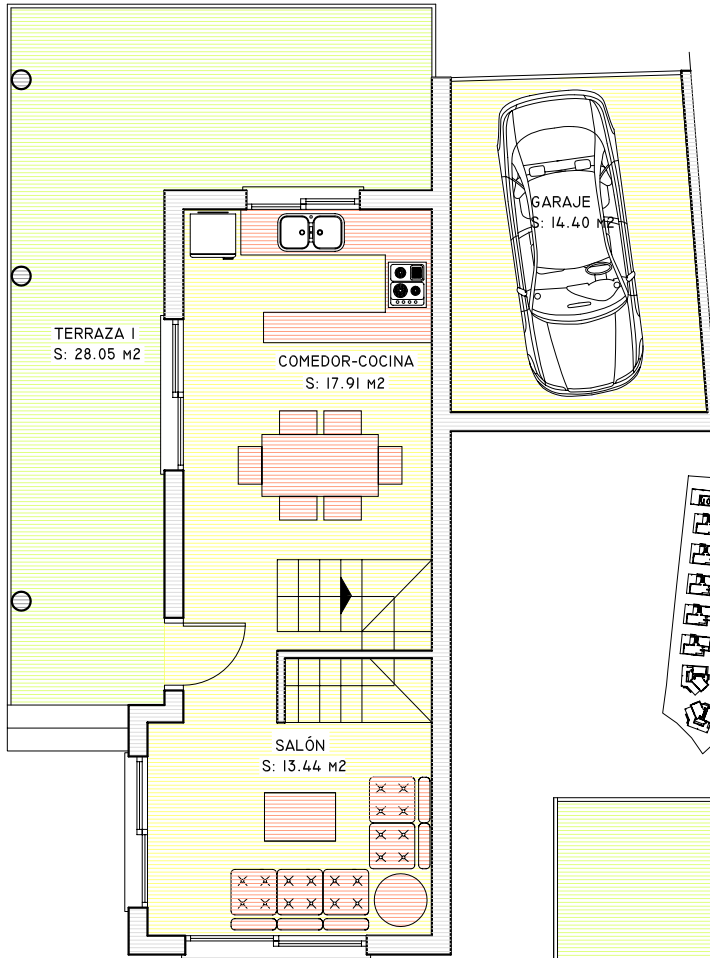 GARAJE
S: 14.40 M2
TERRAZA 1
S: 28.05 M2
COMEDOR-COCINA
S: 17.91 M2
SALÓN
S: 13.44 M2